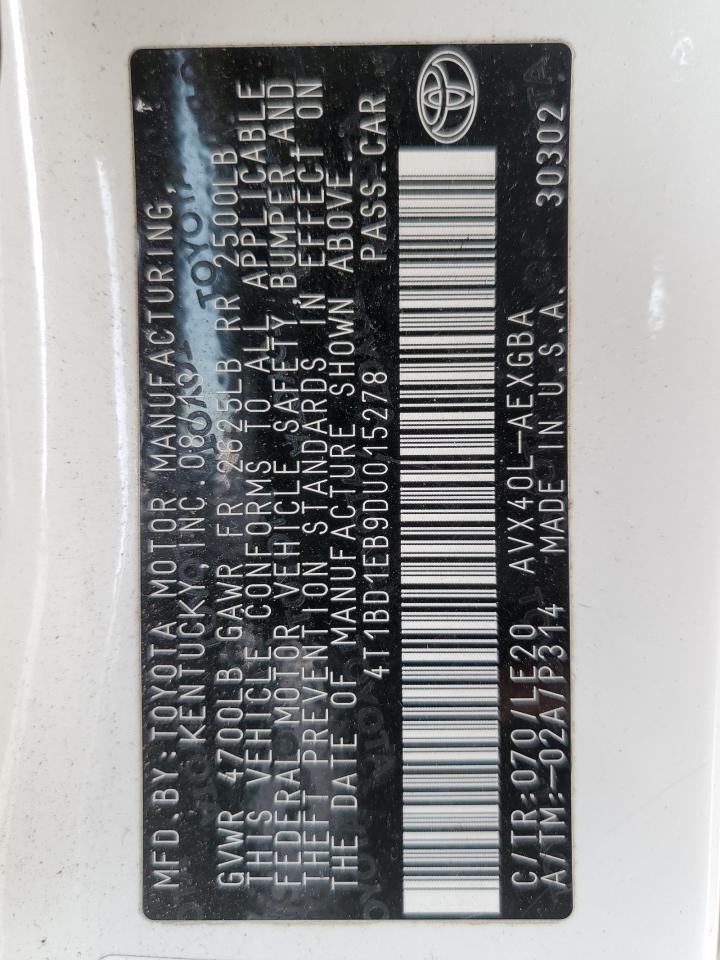 MFD.BY:TOYOTA MOTOR MANUFACTURING,
KENTUCKY,INC.08/13
GVWR 4700LB GAWR FR 2625LB RR 2500LB
THIS VEHICLE CONFORMS TO ALL APPLICABLE
FEDERAL MOTOR VEHICLE SAFETY,BUMPER AND
THEFT PREVENTION STANDARDS IN EFFECT ON
THE DATE OF MANUFACTURE SHOWN ABOVE.
4T1BD1EB9DU015278 PASS.CAR
C/TR:070/LE20 AVX40L-AEXGBA
A/TM:-02A/P314 MADE IN U.S.A. 30302